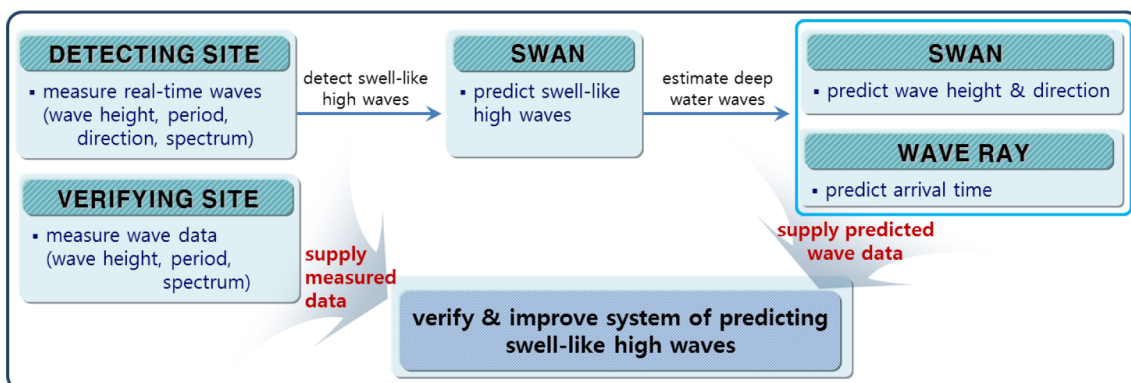 DETECTING SITE
▪ measure real-time waves
(wave height, period,
direction, spectrum)
detect swell-like
high waves
SWAN
▪ predict swell-like
high waves
estimate deep
water waves
SWAN
▪ predict wave height & direction
WAVE RAY
▪ predict arrival time
VERIFYING SITE
▪ measure wave data
(wave height, period,
spectrum)
supply
measured
data
supply predicted
wave data
verify & improve system of predicting
swell-like high waves